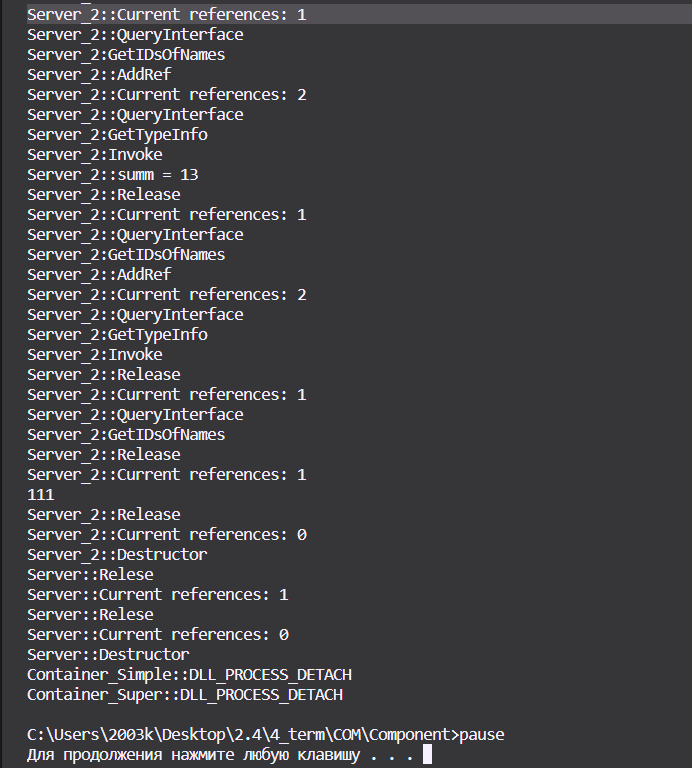 Server_2::Current references: 1
Server_2::QueryInterface
Server_2:GetIDsOfNames
Server_2::AddRef
Server_2::Current references: 2
Server_2::QueryInterface
Server_2:GetTypeInfo
Server_2:Invoke
Server_2::summ = 13
Server_2::Release
Server_2::Current references: 1
Server_2::QueryInterface
Server_2:GetIDsOfNames
Server_2::AddRef
Server_2::Current references: 2
Server_2::QueryInterface
Server_2:GetTypeInfo
Server_2:Invoke
Server_2::Release
Server_2::Current references: 1
Server_2::QueryInterface
Server_2:GetIDsOfNames
Server_2::Release
Server_2::Current references: 1
111
Server_2::Release
Server_2::Current references: 0
Server_2::Destructor
Server::Relese
Server::Current references: 1
Server::Relese
Server::Current references: 0
Server::Destructor
Container_Simple::DLL_PROCESS_DETACH
Container_Super::DLL_PROCESS_DETACH
C:\Users\2003k\Desktop\2.4\4_term\COM\Component>pause
Для продолжения нажмите любую клавишу . . .